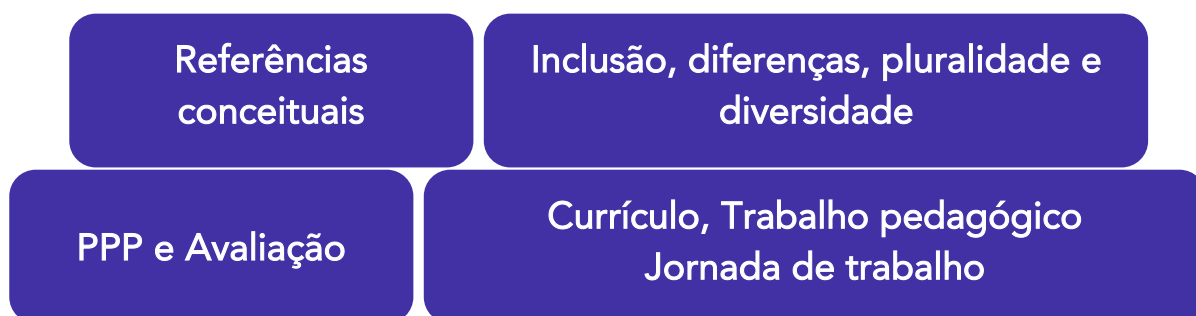 Referências
conceituais
Inclusão, diferenças, pluralidade e
diversidade
PPP e Avaliação
Currículo, Trabalho pedagógico
Jornada de trabalho